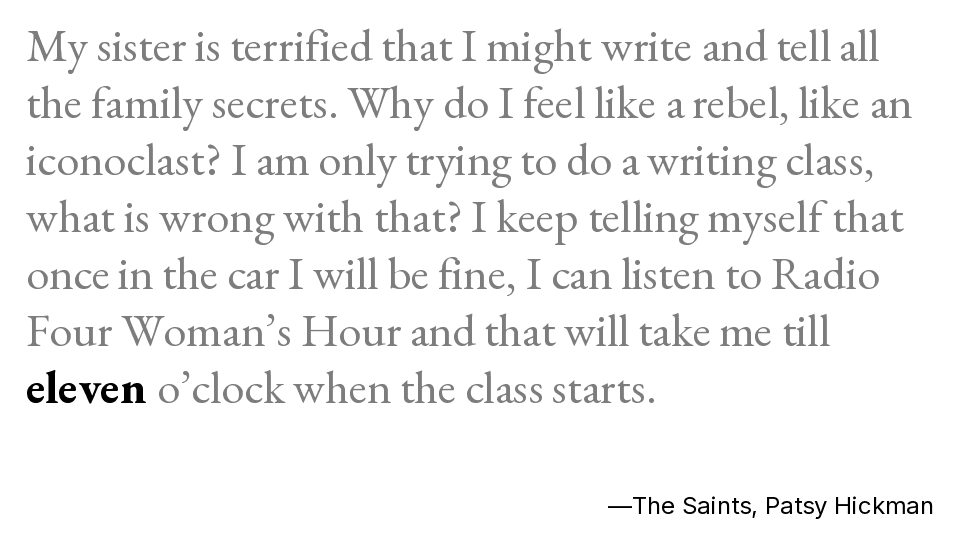 My sister is terrified that I might write and tell all
the family secrets. Why do I feel like a rebel, like an
iconoclast? I am only trying to do a writing class,
what is wrong with that? I keep telling myself that
once in the car I will be fine, I can listen to Radio
Four Woman’s Hour and that will take me till
eleven o’clock when the class starts.
—The Saints, Patsy Hickman